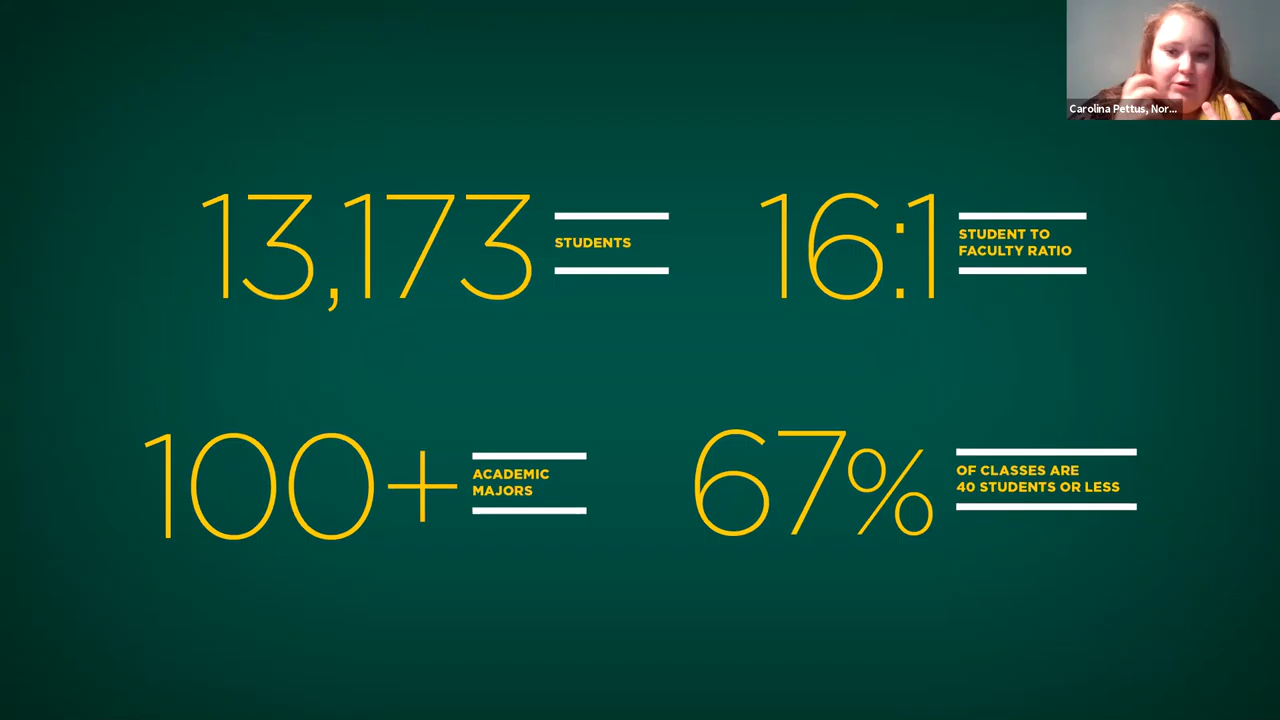 13,173
STUDENTS
16:1
STUDENT TO
FACULTY RATIO
100+
ACADEMIC
MAJORS
67%
OF CLASSES ARE
40 STUDENTS OR LESS
Carolina Pettus, Nor...